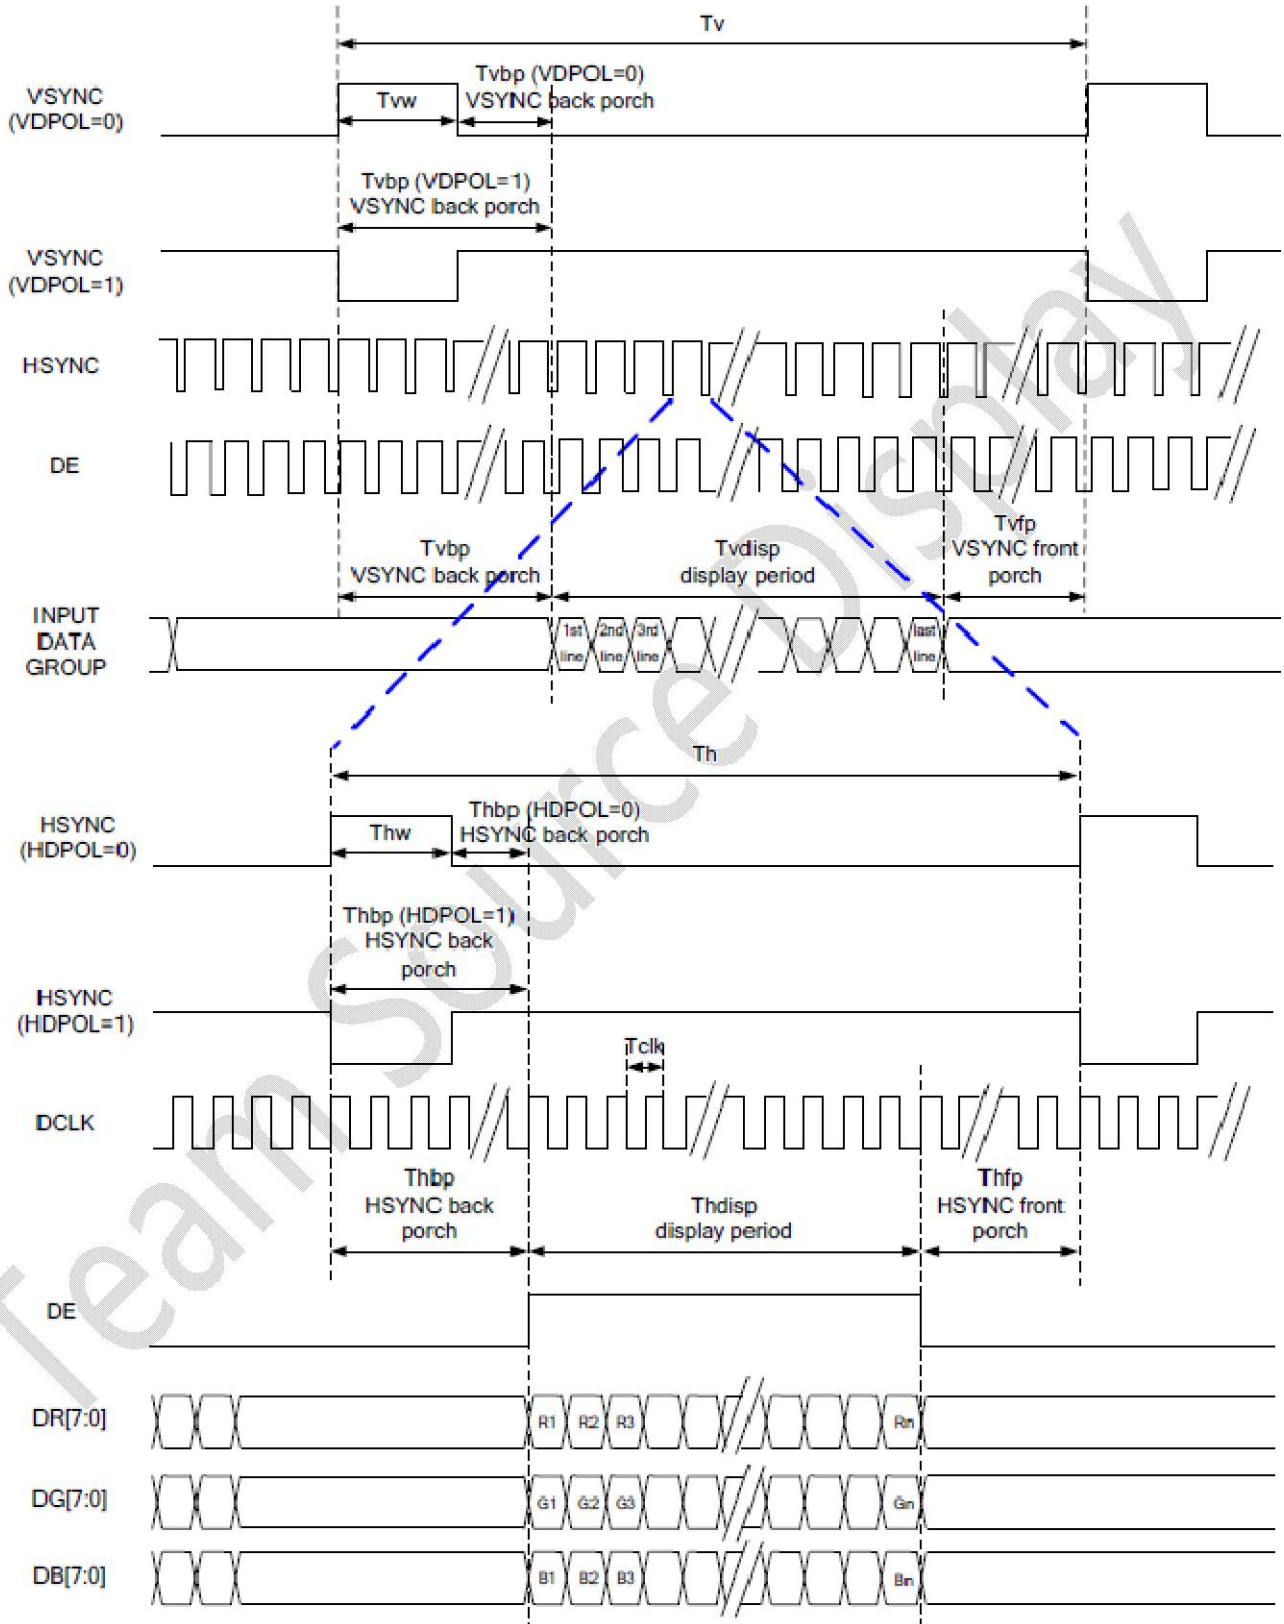 Tv
VSYNC
(VDPOL=0)
Tvw
Tvbp (VDPOL=0)
VSYNC back porch
Tvbp (VDPOL=1)
VSYNC back porch
VSYNC
(VDPOL=1)
HSYNC
DE
Tvbp
VSYNC back porch
Tvdisp
display period
Tvfp
VSYNC front
porch
INPUT
DATA
GROUP
1st
line
2nd
line
3rd
line
last
line
Th
HSYNC
(HDPOL=0)
Thw
Thbp (HDPOL=0)
HSYNC back porch
Thbp (HDPOL=1)
HSYNC back
porch
HSYNC
(HDPOL=1)
Tclk
DCLK
Thbp
HSYNC back
porch
Thdisp
display period
Thfp
HSYNC front
porch
DE
DR[7:0]
R1 R2 R3 Rn
DG[7:0]
G1 G2 G3 Gn
DB[7:0]
B1 B2 B3 Bn
Team Source Display